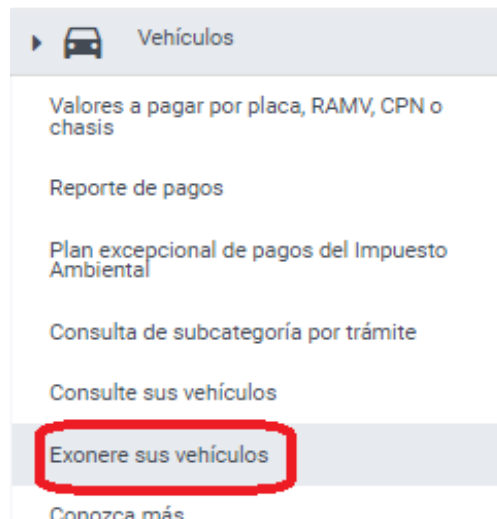 Vehículos
Valores a pagar por placa, RAMV, CPN o
chasis
Reporte de pagos
Plan excepcional de pagos del Impuesto
Ambiental
Consulta de subcategoría por trámite
Consulte sus vehículos
Exonere sus vehículos
Conozca más